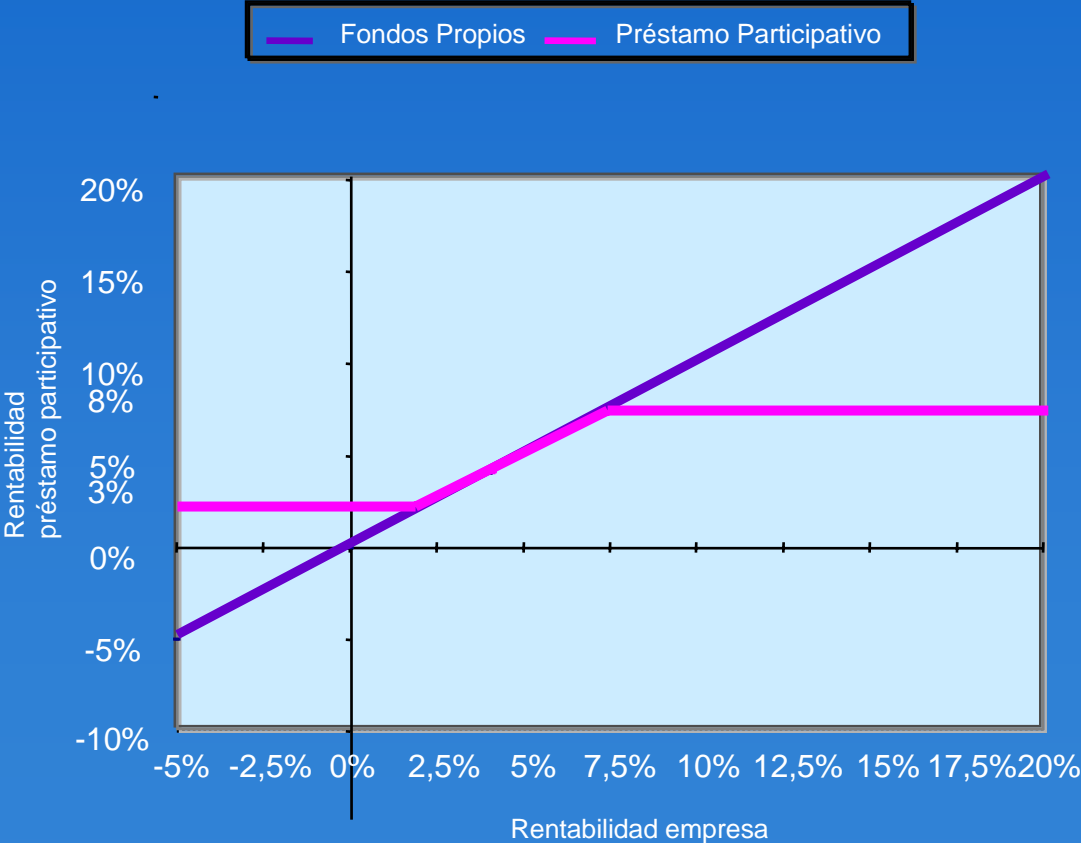 Fondos Propios Préstamo Participativo
20%
15%
10%
8%
5%
3%
0%
-5%
-10%
Rentabilidad
préstamo participativo
-5% -2,5% 0% 2,5% 5% 7,5% 10% 12,5% 15% 17,5% 20%
Rentabilidad empresa